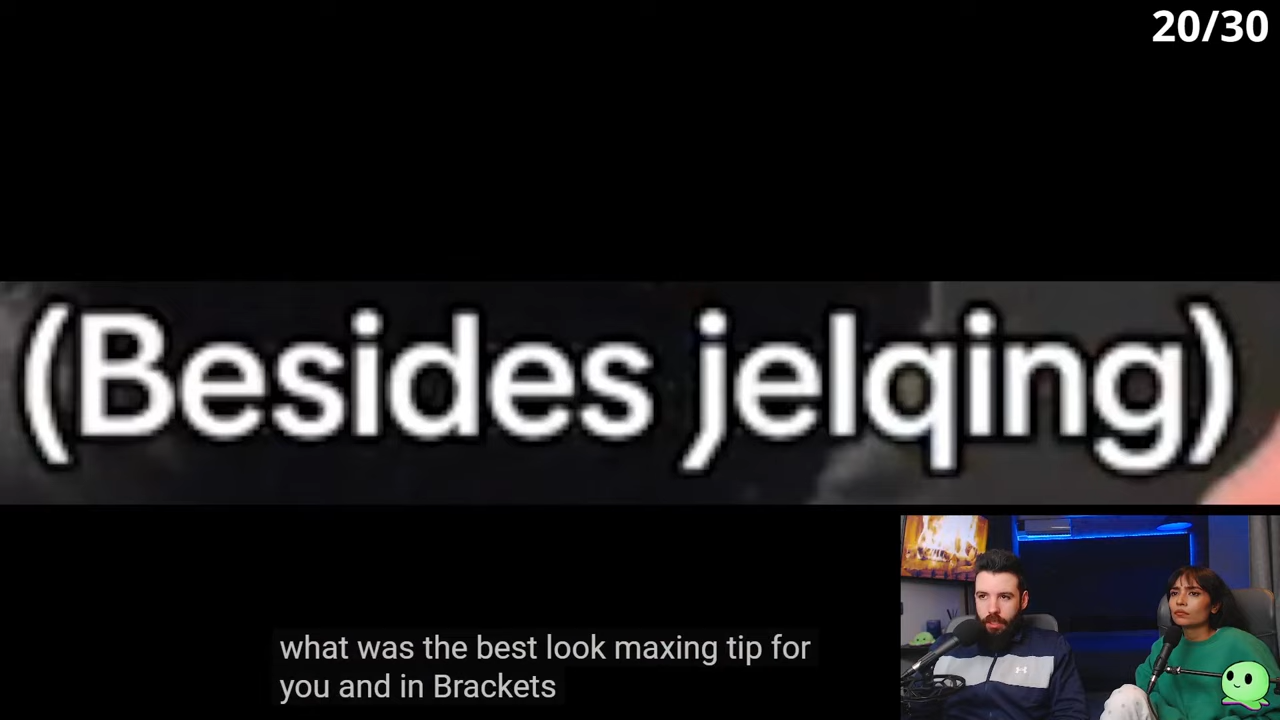 20/30
(Besides jelqing)
what was the best look maxing tip for
you and in Brackets